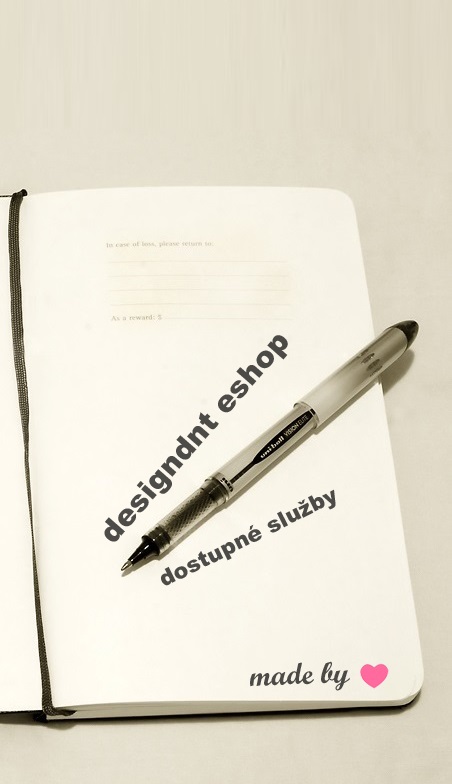 In case of loss, please return to:
As a reward: $
designdnt eshop
uni-ball VISION ELITE
dostupné služby
made by